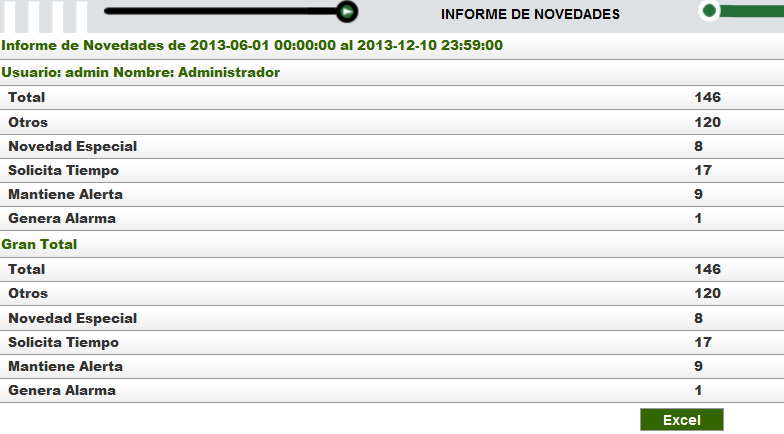 INFORME DE NOVEDADES
Informe de Novedades de 2013-06-01 00:00:00 al 2013-12-10 23:59:00
Usuario: admin Nombre: Administrador
Total 146
Otros 120
Novedad Especial 8
Solicita Tiempo 17
Mantiene Alerta 9
Genera Alarma 1
Gran Total
Total 146
Otros 120
Novedad Especial 8
Solicita Tiempo 17
Mantiene Alerta 9
Genera Alarma 1
Excel